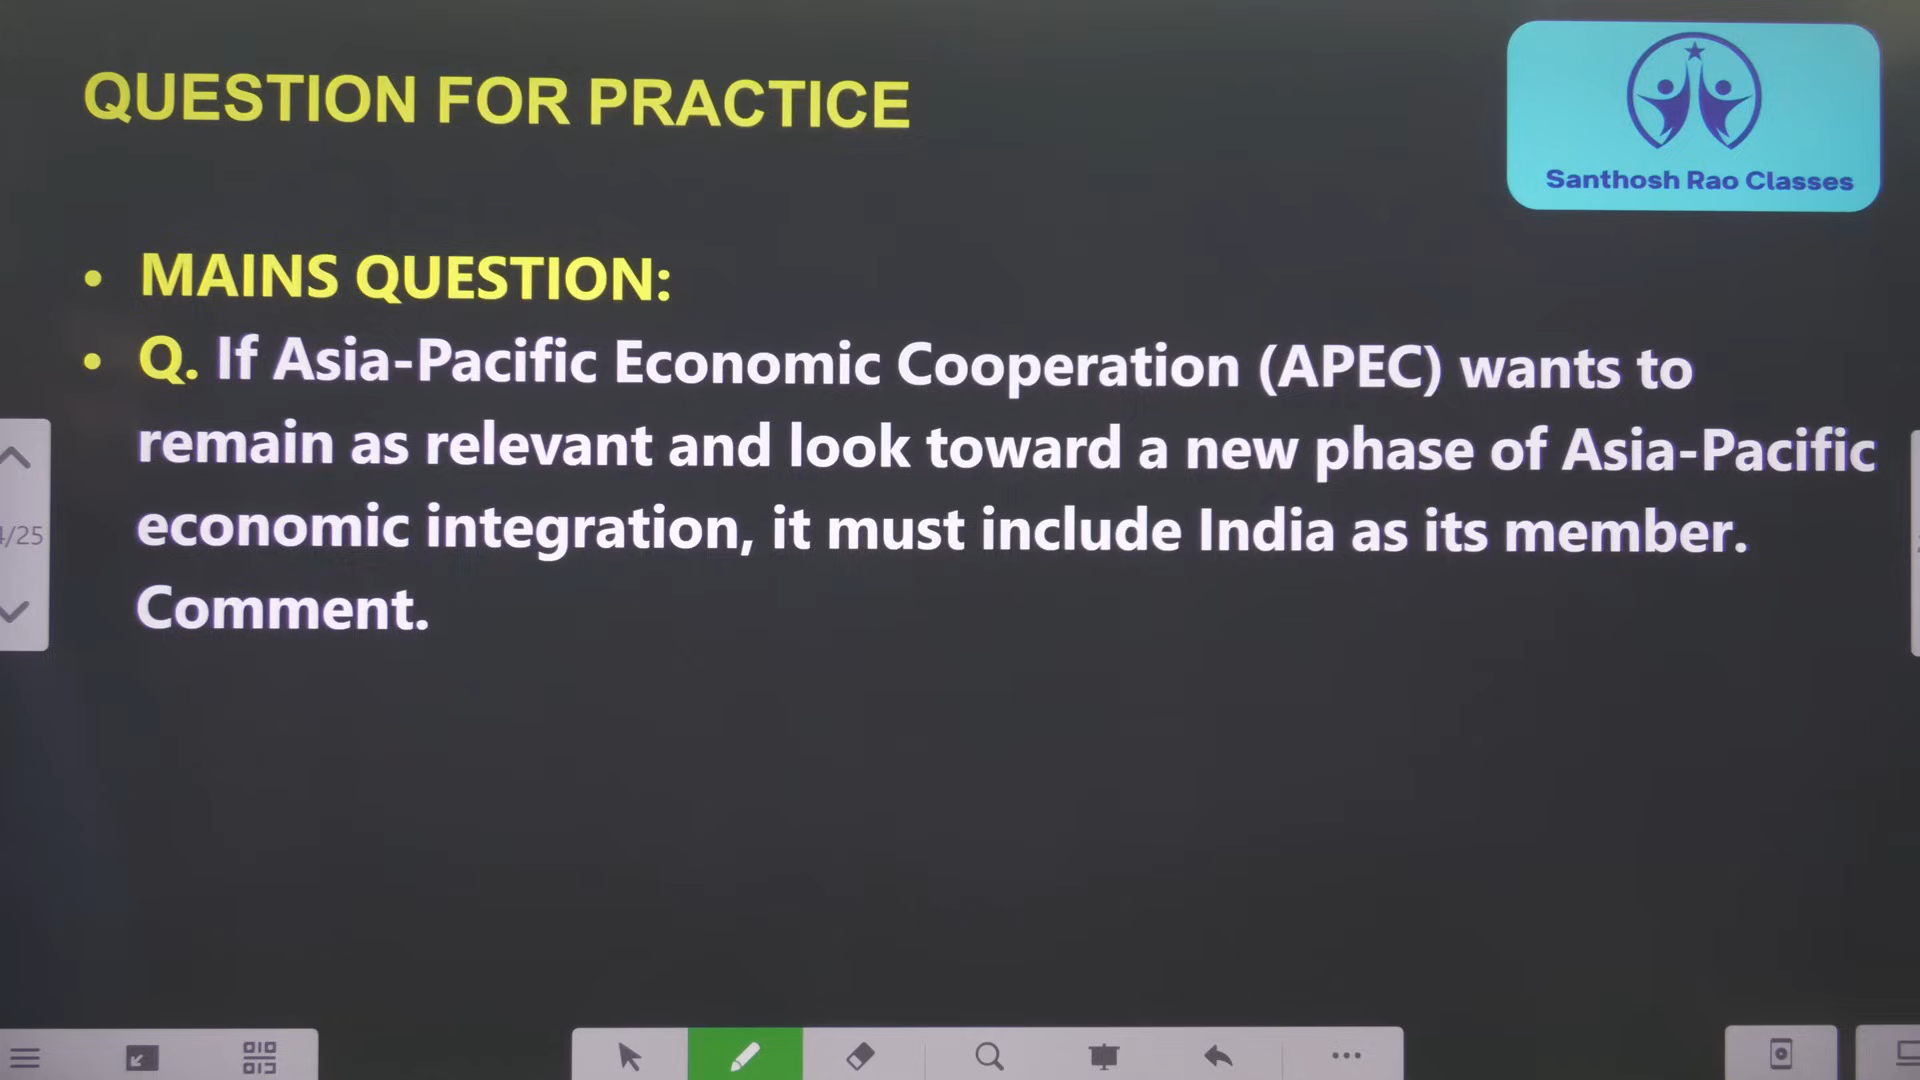 QUESTION FOR PRACTICE
Santhosh Rao Classes
• MAINS QUESTION:
• Q. If Asia-Pacific Economic Cooperation (APEC) wants to
remain as relevant and look toward a new phase of Asia-Pacific
economic integration, it must include India as its member.
Comment.
/25